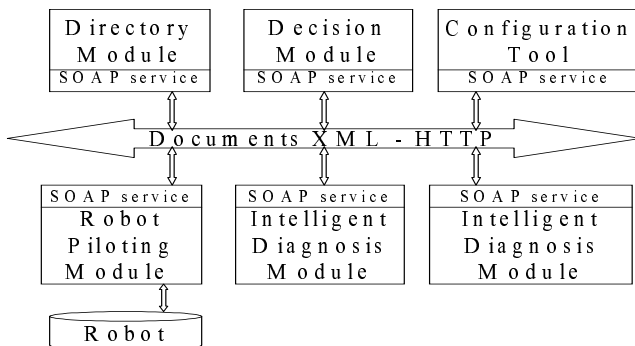 Directory
Module
SOAP service
Decision
Module
SOAP service
Configuration
Tool
SOAP service
Documents XML - HTTP
SOAP service
Robot
Piloting
Module
SOAP service
Intelligent
Diagnosis
Module
SOAP service
Intelligent
Diagnosis
Module
Robot